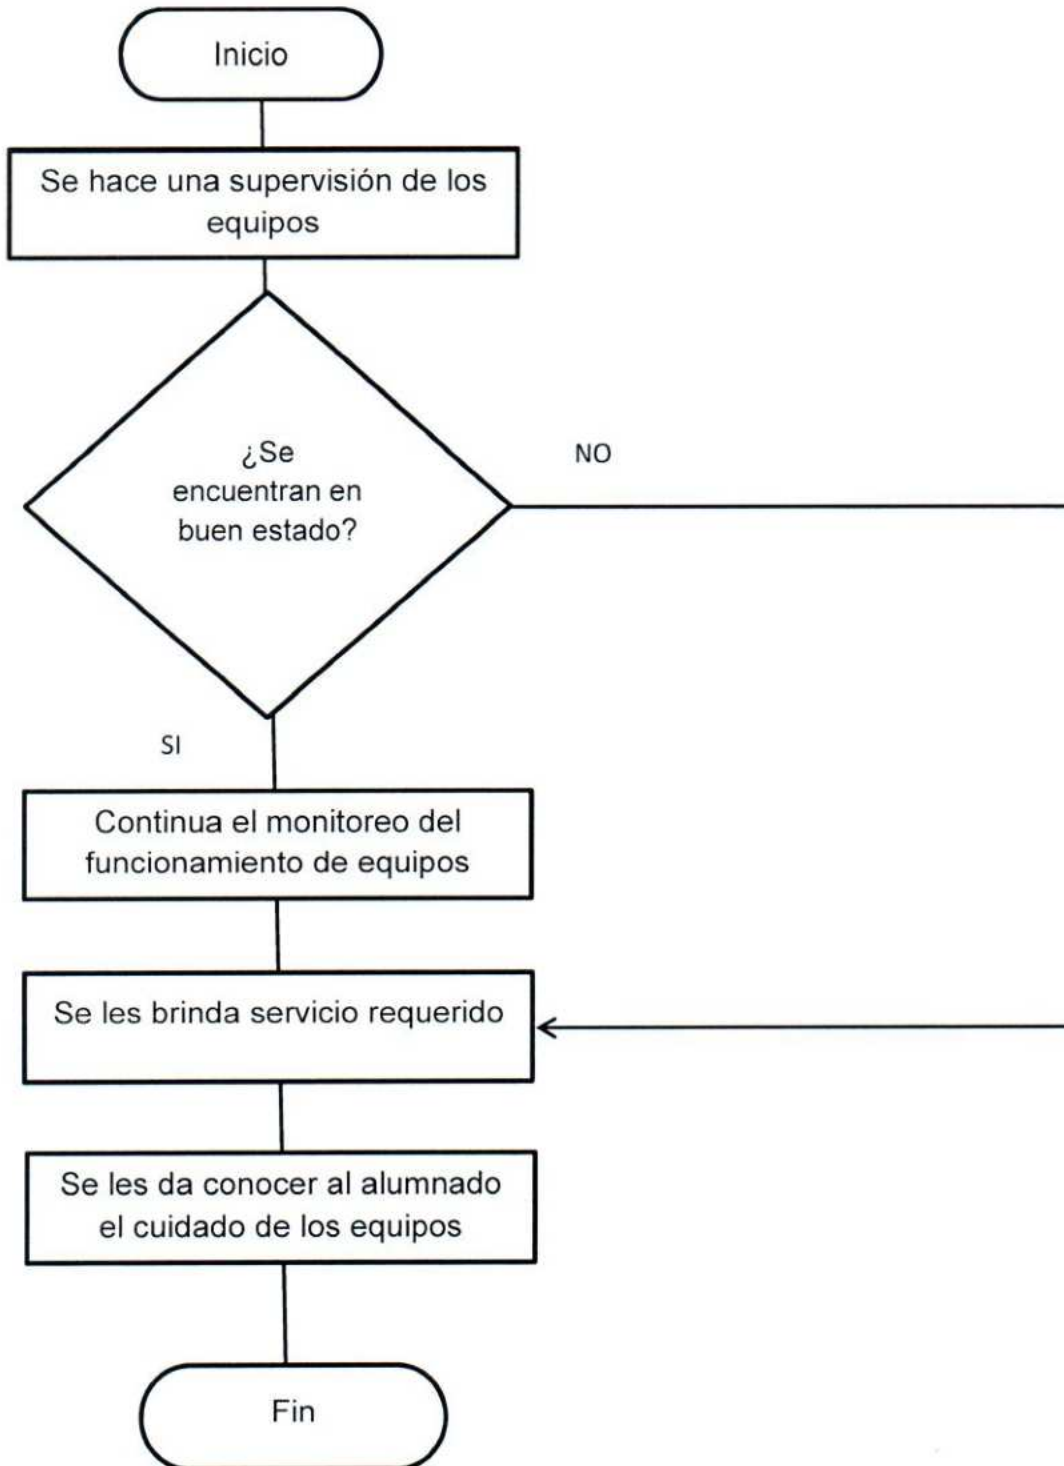 Inicio
Se hace una supervisión de los
equipos
¿Se
encuentran en
buen estado?
NO
SI
Continua el monitoreo del
funcionamiento de equipos
Se les brinda servicio requerido
Se les da conocer al alumnado
el cuidado de los equipos
Fin